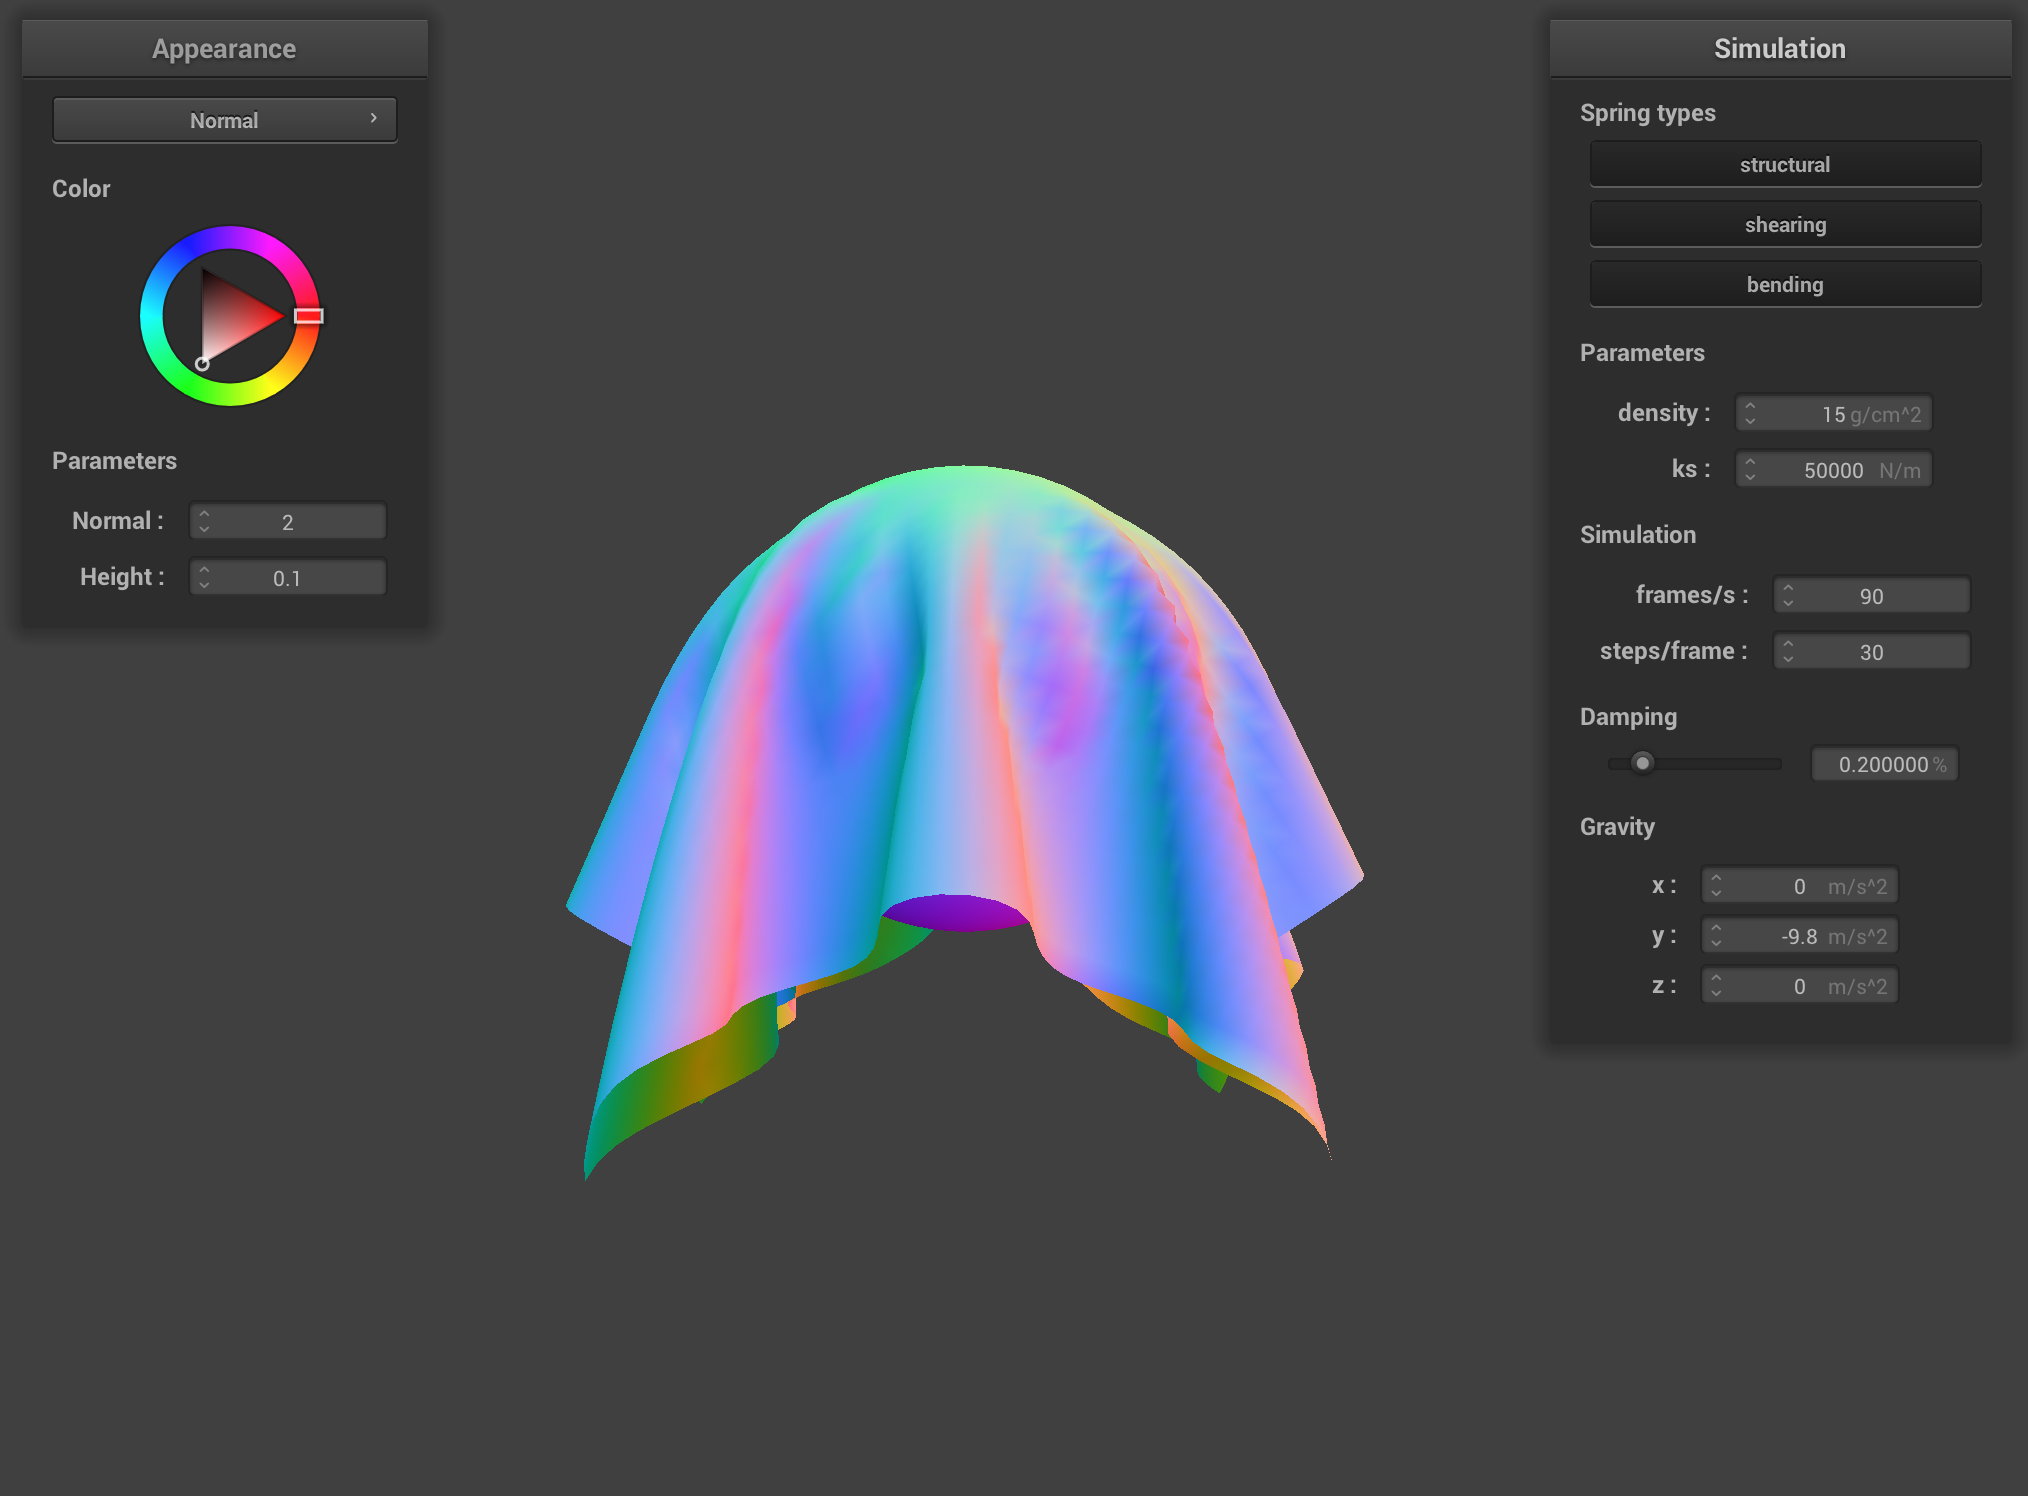 Appearance
Normal
Color
Parameters
Normal : 2
Height : 0.1
Simulation
Spring types
structural
shearing
bending
Parameters
density : 15 g/cm^2
ks : 50000 N/m
Simulation
frames/s : 90
steps/frame : 30
Damping
0.200000 %
Gravity
x : 0 m/s^2
y : -9.8 m/s^2
z : 0 m/s^2